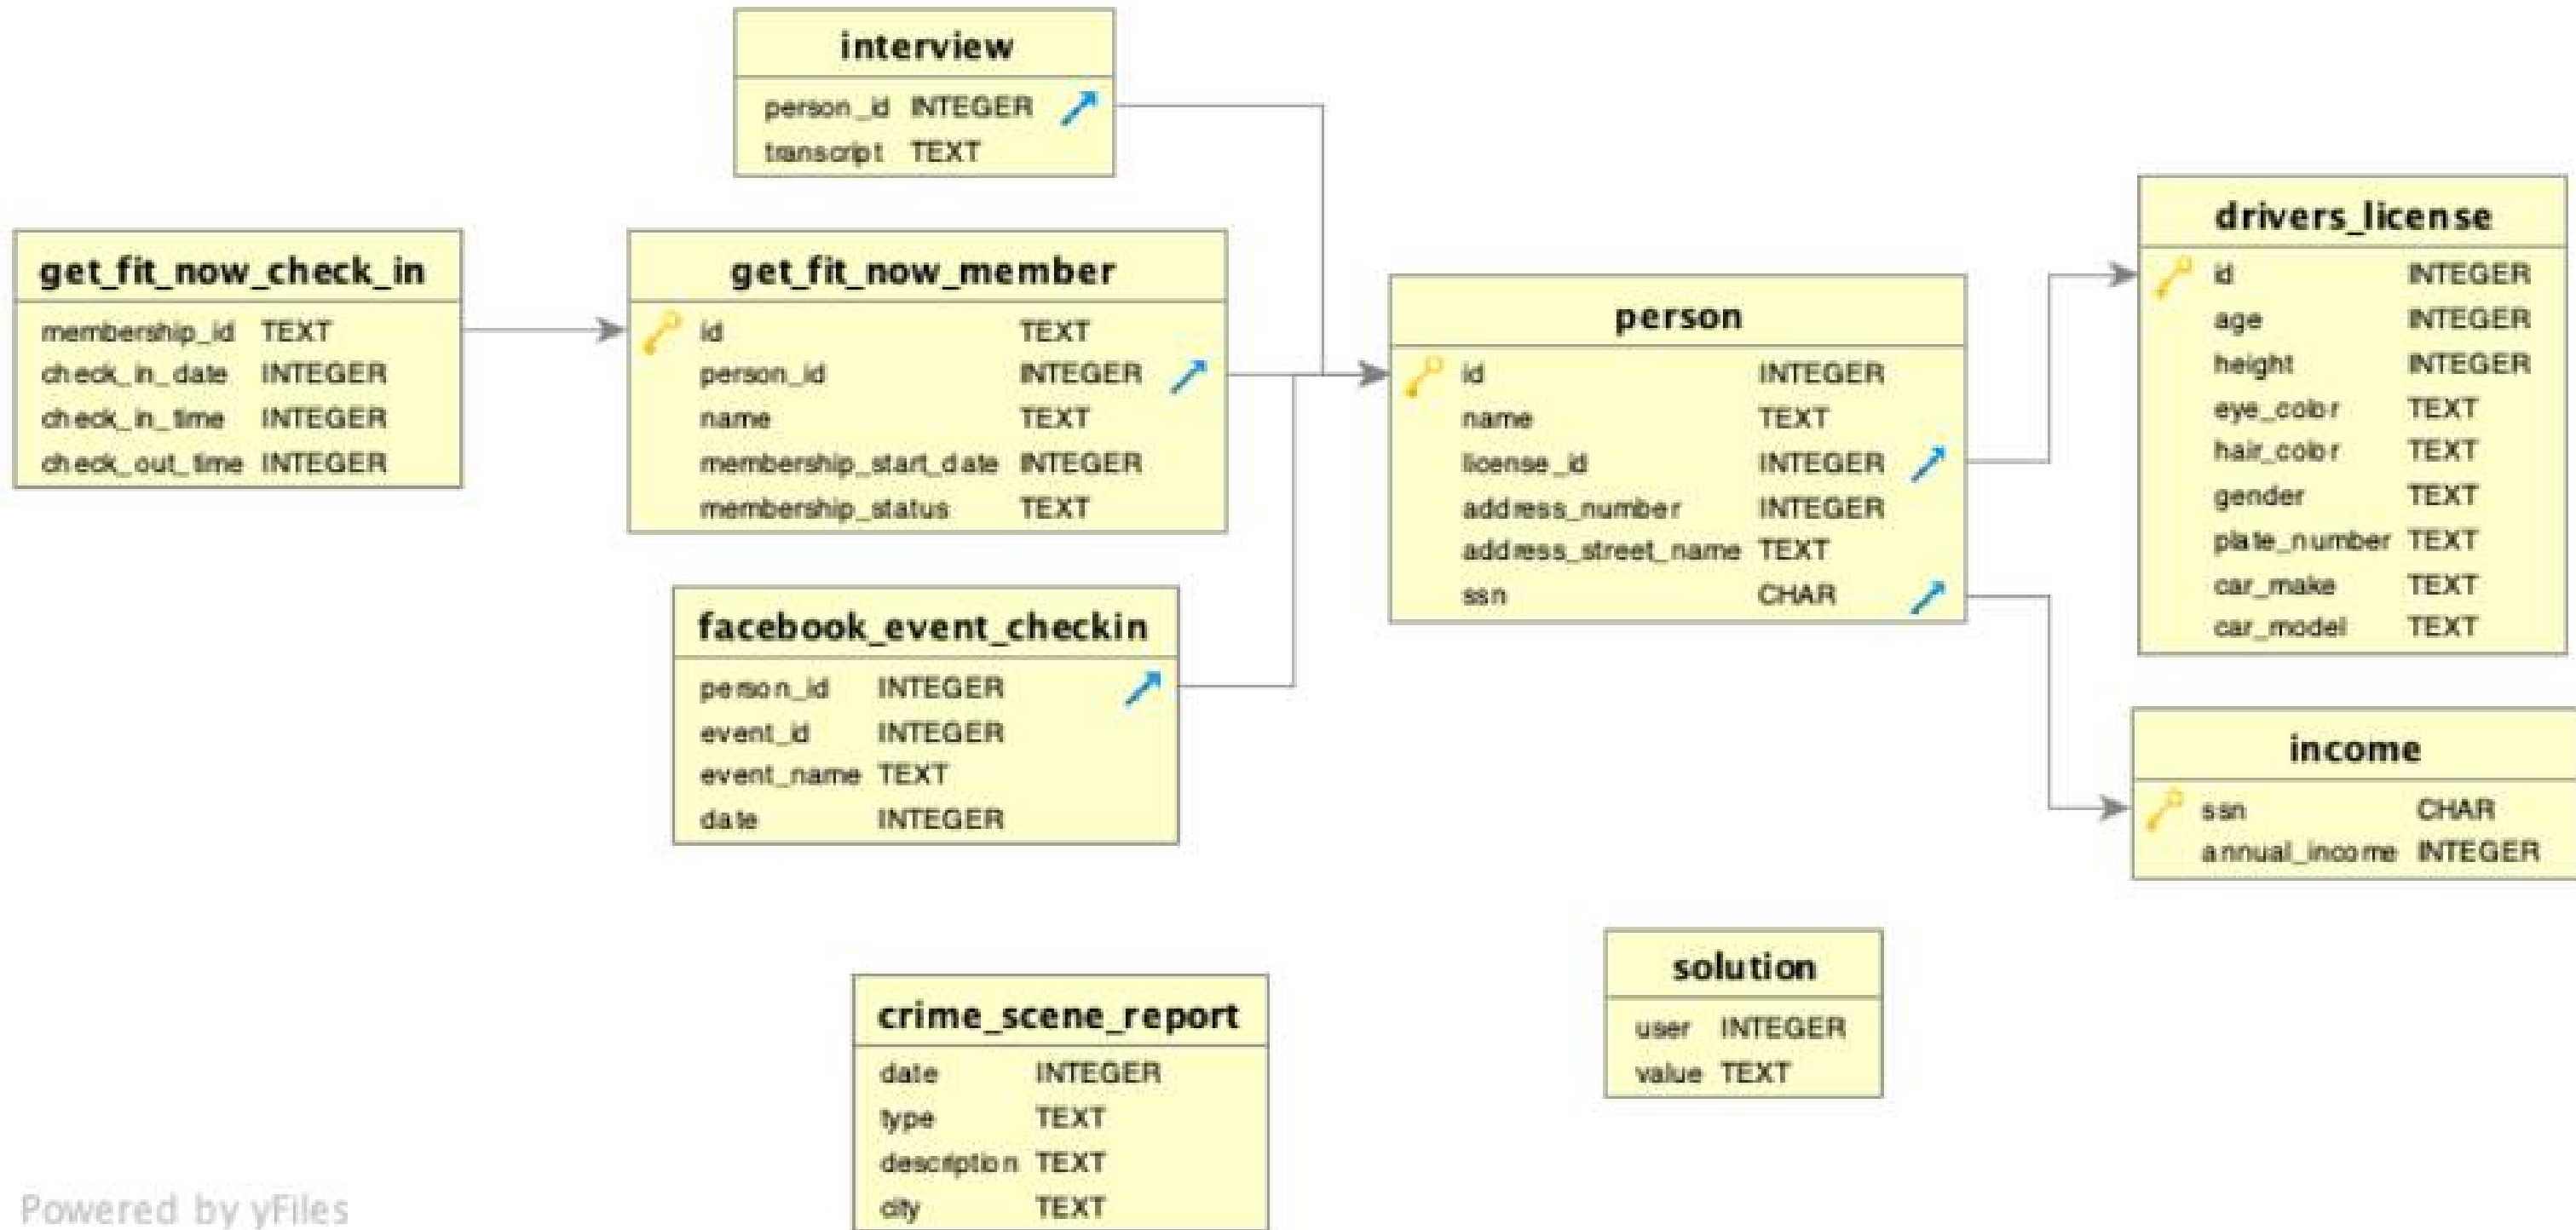 interview
person_id INTEGER
transcript TEXT
get_fit_now_check_in
membership_id TEXT
check_in_date INTEGER
check_in_time INTEGER
check_out_time INTEGER
get_fit_now_member
id TEXT
person_id INTEGER
name TEXT
membership_start_date INTEGER
membership_status TEXT
facebook_event_checkin
person_id INTEGER
event_id INTEGER
event_name TEXT
date INTEGER
person
id INTEGER
name TEXT
license_id INTEGER
address_number INTEGER
address_street_name TEXT
ssn CHAR
drivers_license
id INTEGER
age INTEGER
height INTEGER
eye_color TEXT
hair_color TEXT
gender TEXT
plate_number TEXT
car_make TEXT
car_model TEXT
income
ssn CHAR
annual_income INTEGER
solution
user INTEGER
value TEXT
crime_scene_report
date INTEGER
type TEXT
description TEXT
city TEXT
Powered by yFiles